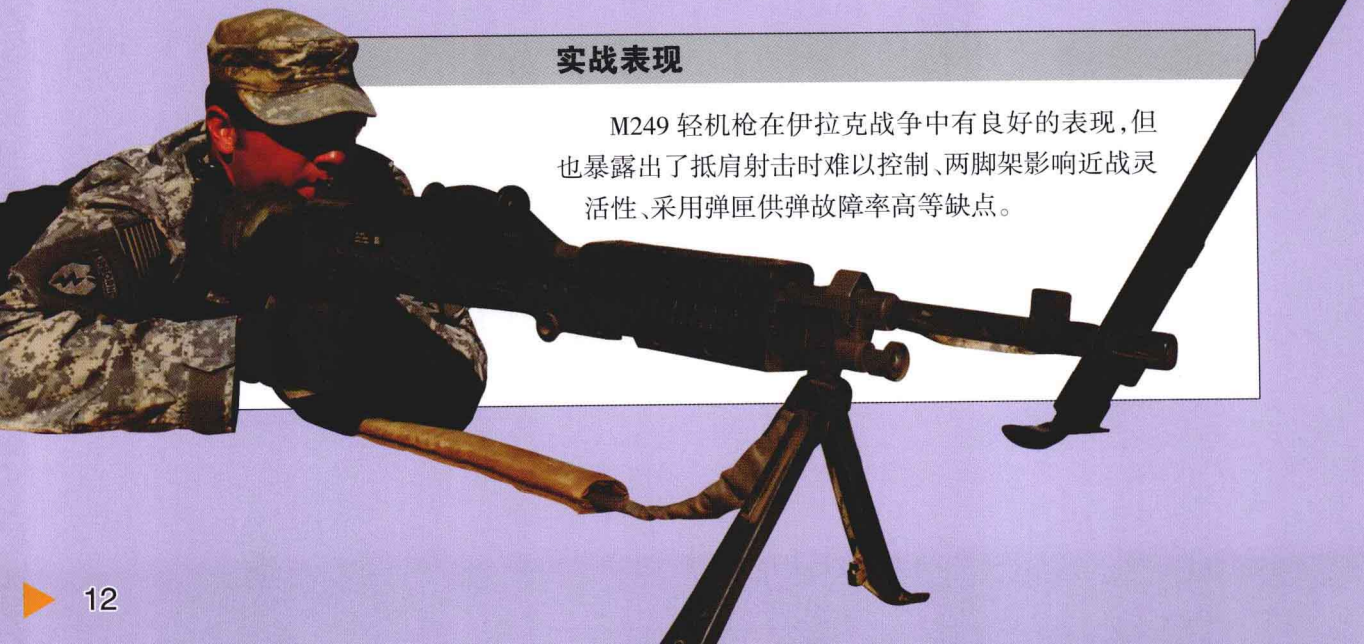 实战表现
M249 轻机枪在伊拉克战争中有良好的表现,但
也暴露出了抵肩射击时难以控制、两脚架影响近战灵
活性、采用弹匣供弹故障率高等缺点。
12